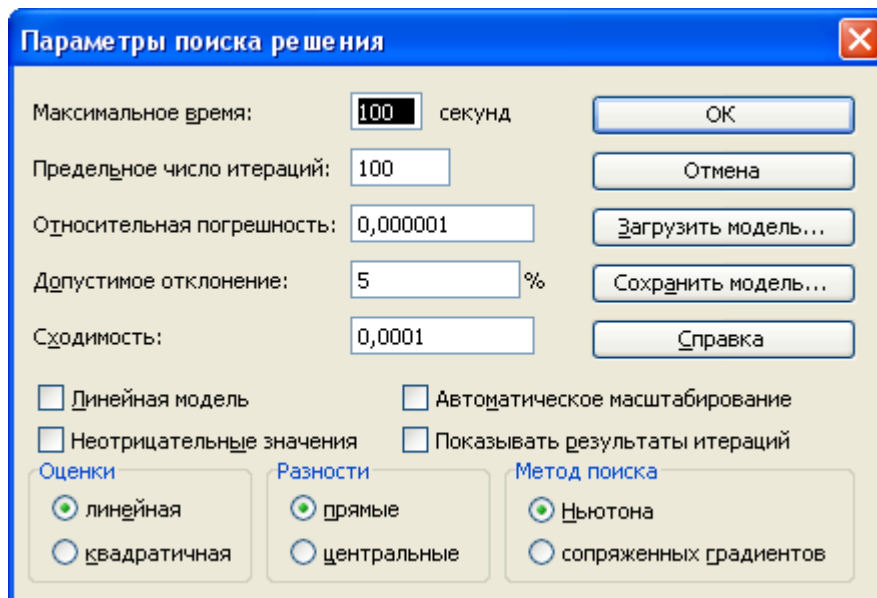 Параметры поиска решения
Максимальное время: 100 секунд OK
Предельное число итераций: 100 Отмена
Относительная погрешность: 0,000001 Загрузить модель...
Допустимое отклонение: 5 % Сохранить модель...
Сходимость: 0,0001 Справка
Линейная модель Автоматическое масштабирование
Неотрицательные значения Показывать результаты итераций
Оценки Разности Метод поиска
линейная прямые Ньютона
квадратичная центральные сопряженных градиентов